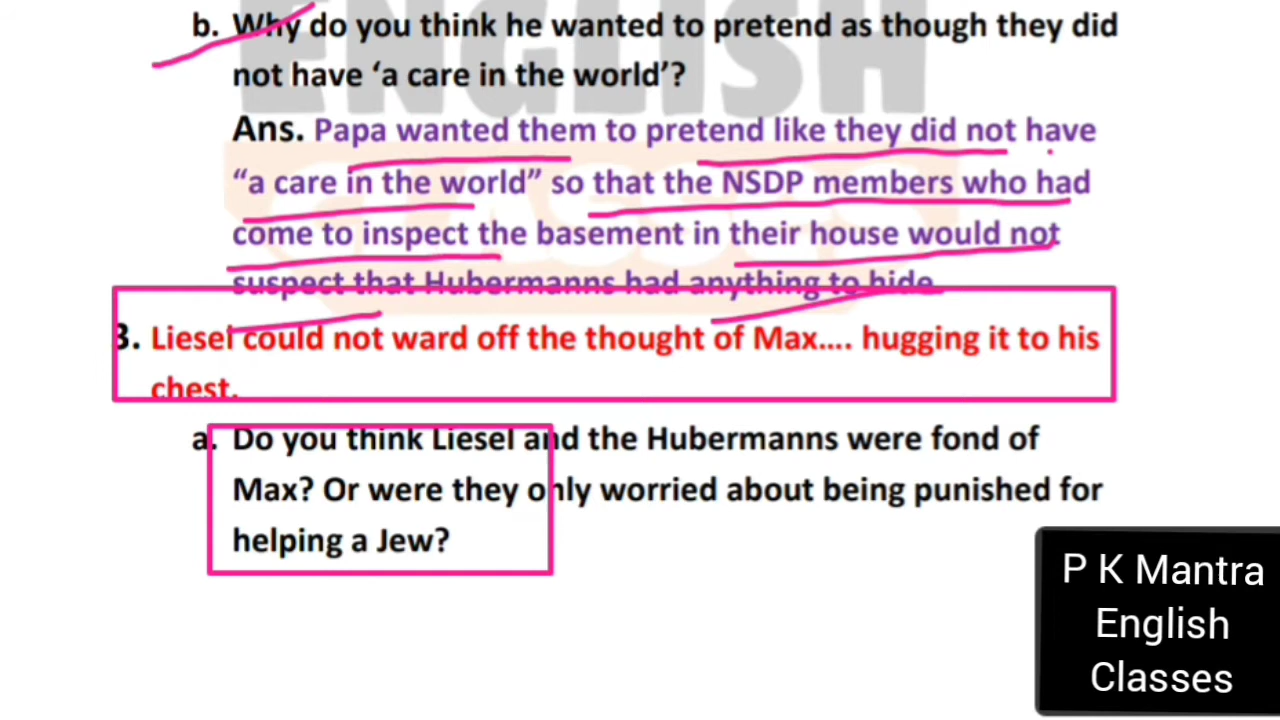 ENGLISH
CLASSES
b. Why do you think he wanted to pretend as though they did
not have ‘a care in the world’?
Ans. Papa wanted them to pretend like they did not have
“a care in the world” so that the NSDP members who had
come to inspect the basement in their house would not
suspect that Hubermanns had anything to hide.
3. Liesel could not ward off the thought of Max.... hugging it to his
chest.
a. Do you think Liesel and the Hubermanns were fond of
Max? Or were they only worried about being punished for
helping a Jew?
P K Mantra
English
Classes